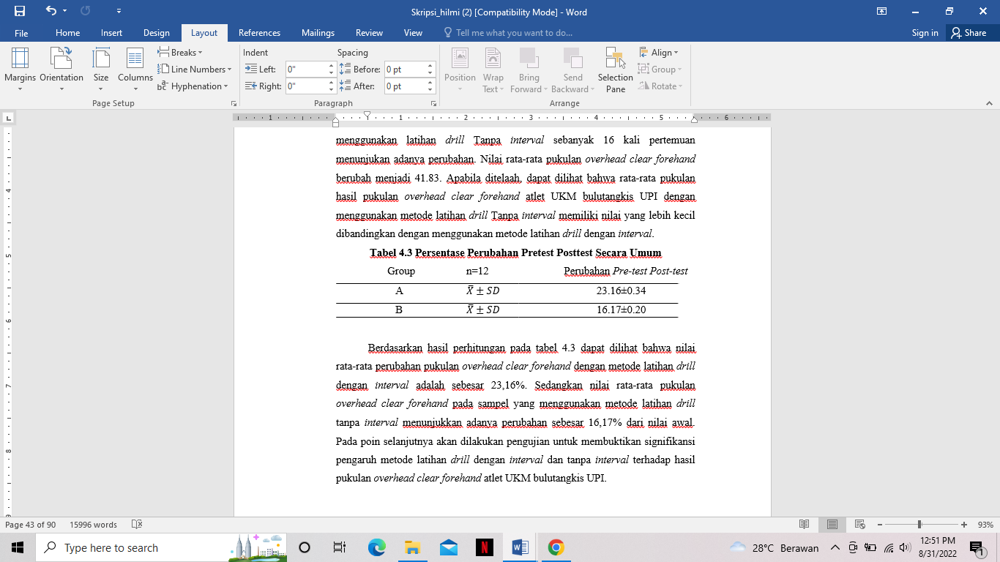 Skripsi_hilmi (2) [Compatibility Mode] - Word
File Home Insert Design Layout References Mailings Review View Tell me what you want to do... Sign in Share
Margins Orientation Size Columns Breaks Line Numbers Hyphenation
Page Setup
Indent Spacing
Left: 0" Before: 0 pt
Right: 0" After: 0 pt
Paragraph
Position Wrap Text Bring Forward Send Backward Selection Pane Align Group Rotate
Arrange
1 1 2 3 4 5 6
4
5
6
7
8
menggunakan latihan drill Tanpa interval sebanyak 16 kali pertemuan
menunjukan adanya perubahan. Nilai rata-rata pukulan overhead clear forehand
berubah menjadi 41.83. Apabila ditelaah, dapat dilihat bahwa rata-rata pukulan
hasil pukulan overhead clear forehand atlet UKM bulutangkis UPI dengan
menggunakan metode latihan drill Tanpa interval memiliki nilai yang lebih kecil
dibandingkan dengan menggunakan metode latihan drill dengan interval.
Tabel 4.3 Persentase Perubahan Pretest Posttest Secara Umum
Group n=12 Perubahan Pre-test Post-test
A X̄ ± SD 23.16±0.34
B X̄ ± SD 16.17±0.20
Berdasarkan hasil perhitungan pada tabel 4.3 dapat dilihat bahwa nilai
rata-rata perubahan pukulan overhead clear forehand dengan metode latihan drill
dengan interval adalah sebesar 23,16%. Sedangkan nilai rata-rata pukulan
overhead clear forehand pada sampel yang menggunakan metode latihan drill
tanpa interval menunjukkan adanya perubahan sebesar 16,17% dari nilai awal.
Pada poin selanjutnya akan dilakukan pengujian untuk membuktikan signifikansi
pengaruh metode latihan drill dengan interval dan tanpa interval terhadap hasil
pukulan overhead clear forehand atlet UKM bulutangkis UPI.
Page 43 of 90 15996 words 93%
Type here to search 28°C Berawan 12:51 PM
8/31/2022